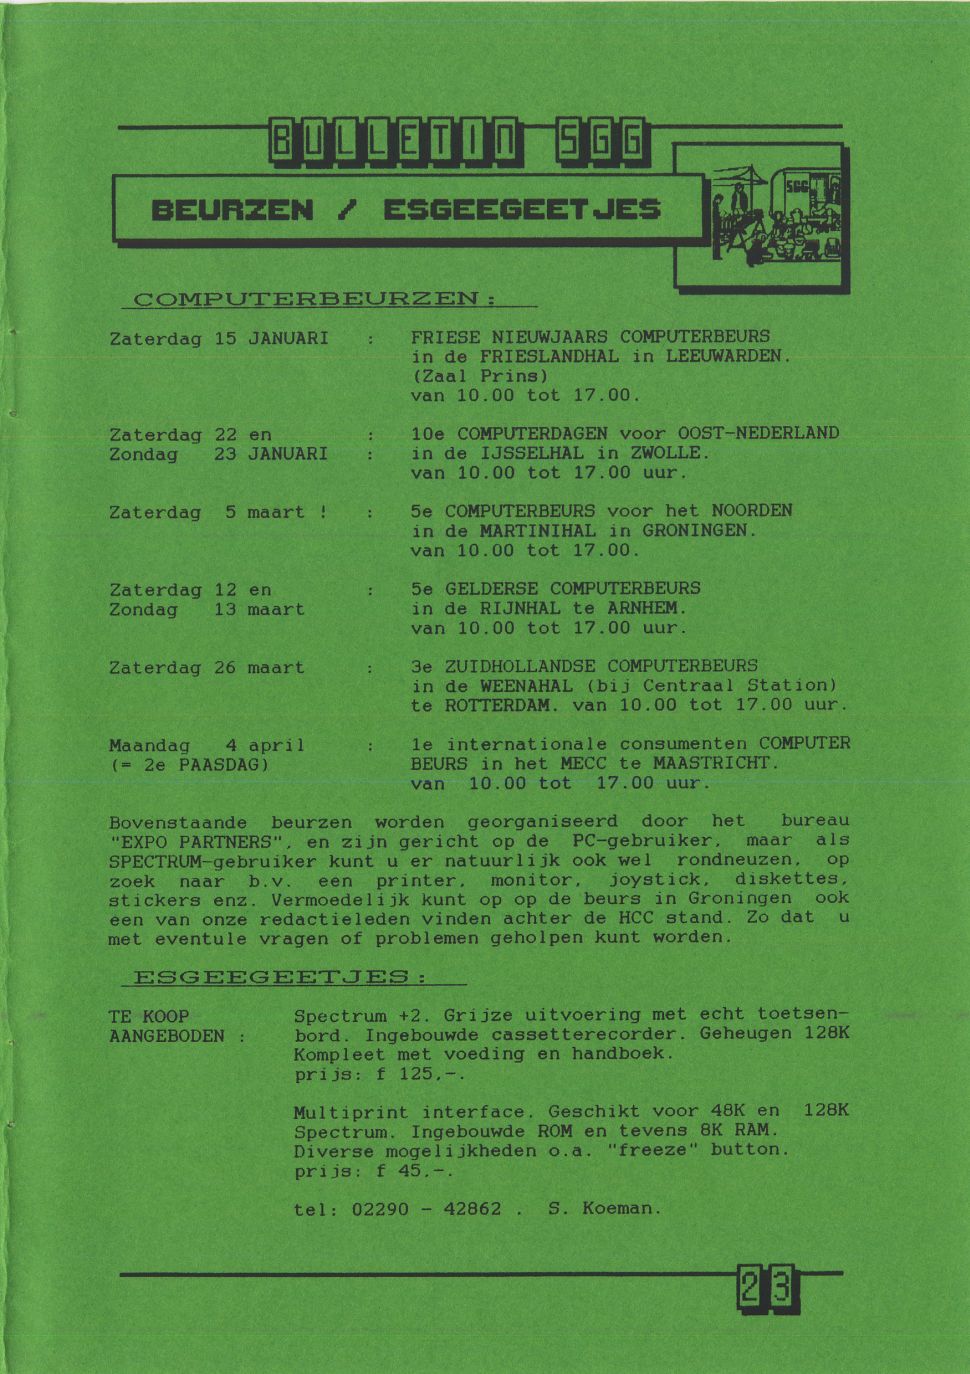 BULLETIN SGG
BEURZEN / ESGEEGEETJES
SGG
COMPUTERBEURZEN :
Zaterdag 15 JANUARI : FRIESE NIEUWJAARS COMPUTERBEURS
in de FRIESLANDHAL in LEEUWARDEN.
(Zaal Prins)
van 10.00 tot 17.00.
Zaterdag 22 en : 10e COMPUTERDAGEN voor OOST-NEDERLAND
Zondag 23 JANUARI : in de IJSSELHAL in ZWOLLE.
van 10.00 tot 17.00 uur.
Zaterdag 5 maart ! : 5e COMPUTERBEURS voor het NOORDEN
in de MARTINIHAL in GRONINGEN.
van 10.00 tot 17.00.
Zaterdag 12 en : 5e GELDERSE COMPUTERBEURS
Zondag 13 maart in de RIJNHAL te ARNHEM.
van 10.00 tot 17.00 uur.
Zaterdag 26 maart : 3e ZUIDHOLLANDSE COMPUTERBEURS
in de WEENAHAL (bij Centraal Station)
te ROTTERDAM. van 10.00 tot 17.00 uur.
Maandag 4 april : 1e internationale consumenten COMPUTER
(= 2e PAASDAG) BEURS in het MECC te MAASTRICHT.
van 10.00 tot 17.00 uur.
Bovenstaande beurzen worden georganiseerd door het bureau
"EXPO PARTNERS", en zijn gericht op de PC-gebruiker, maar als
SPECTRUM-gebruiker kunt u er natuurlijk ook wel rondneuzen, op
zoek naar b.v. een printer, monitor, joystick, diskettes,
stickers enz. Vermoedelijk kunt op op de beurs in Groningen ook
een van onze redactieleden vinden achter de HCC stand. Zo dat u
met eventule vragen of problemen geholpen kunt worden.
ESGEEGEETJES :
TE KOOP Spectrum +2. Grijze uitvoering met echt toetsen-
AANGEBODEN : bord. Ingebouwde cassetterecorder. Geheugen 128K
Kompleet met voeding en handboek.
prijs: f 125,-.
Multiprint interface. Geschikt voor 48K en 128K
Spectrum. Ingebouwde ROM en tevens 8K RAM.
Diverse mogelijkheden o.a. "freeze" button.
prijs: f 45,-.
tel: 02290 - 42862 . S. Koeman.
23